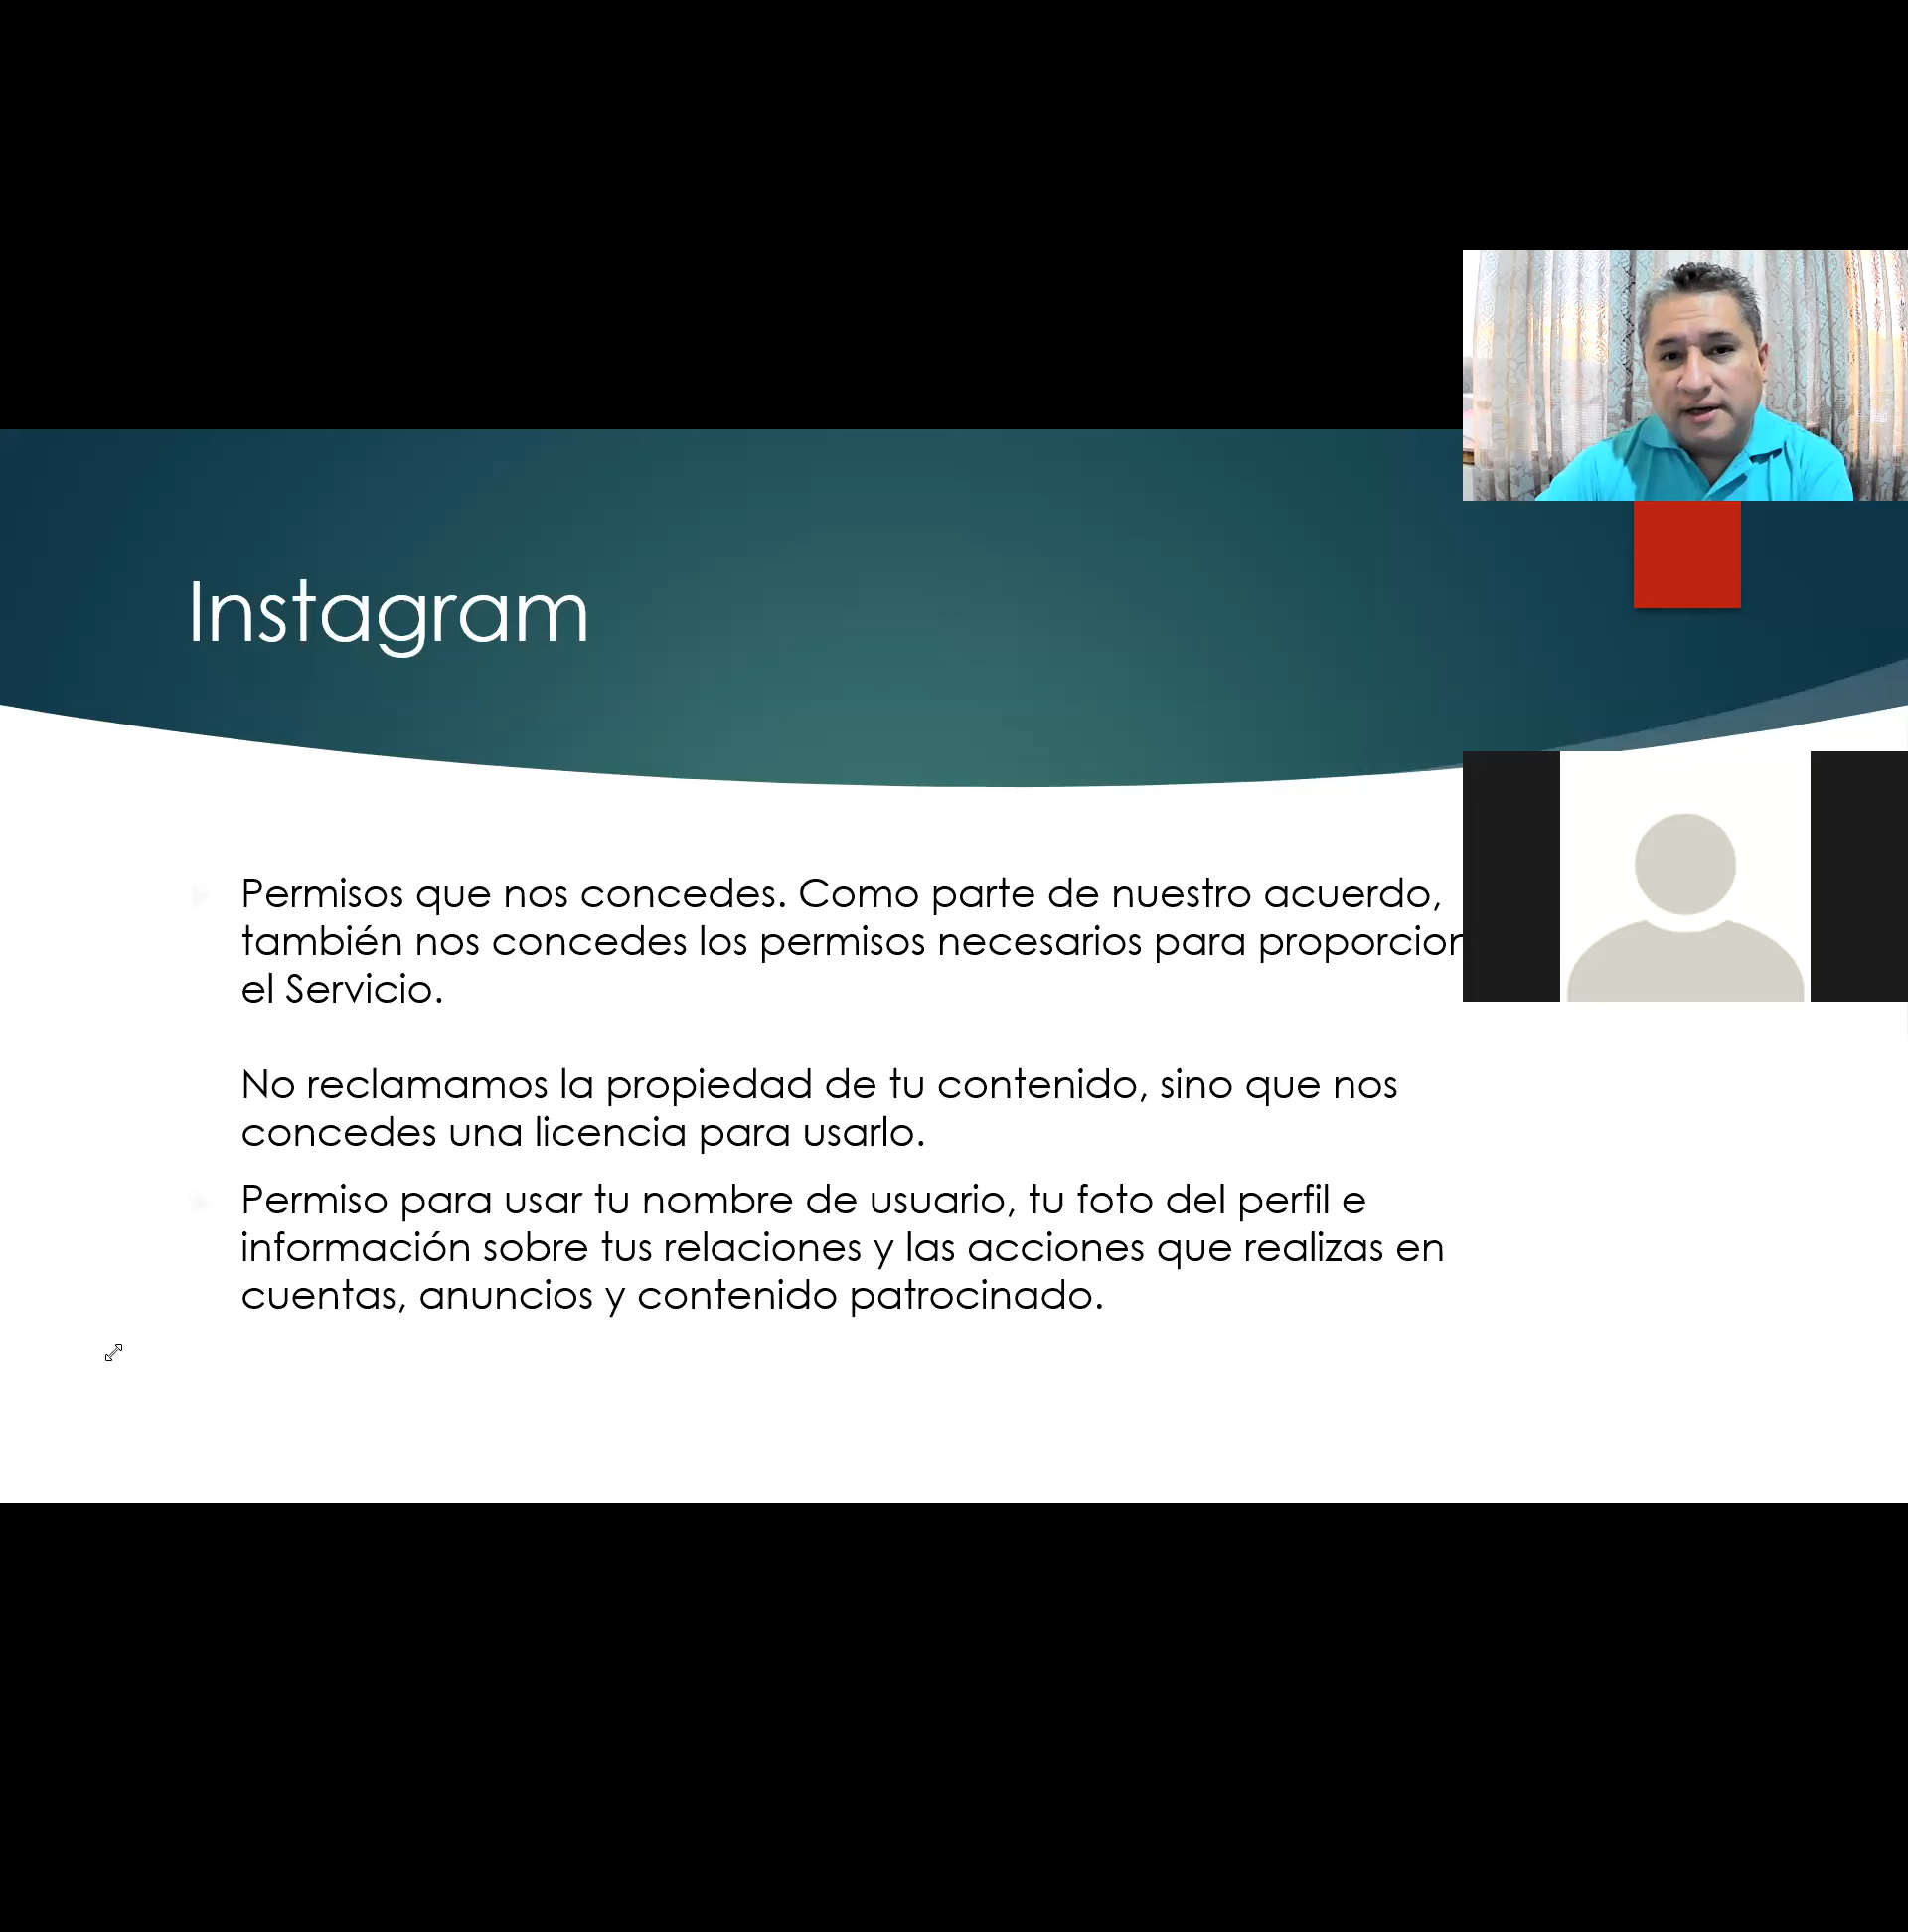 Instagram
Permisos que nos concedes. Como parte de nuestro acuerdo,
también nos concedes los permisos necesarios para
el Servicio.
No reclamamos la propiedad de tu contenido, sino que nos
concedes una licencia para usarlo.
Permiso para usar tu nombre de usuario, tu foto del perfil e
información sobre tus relaciones y las acciones que realizas en
cuentas, anuncios y contenido patrocinado.